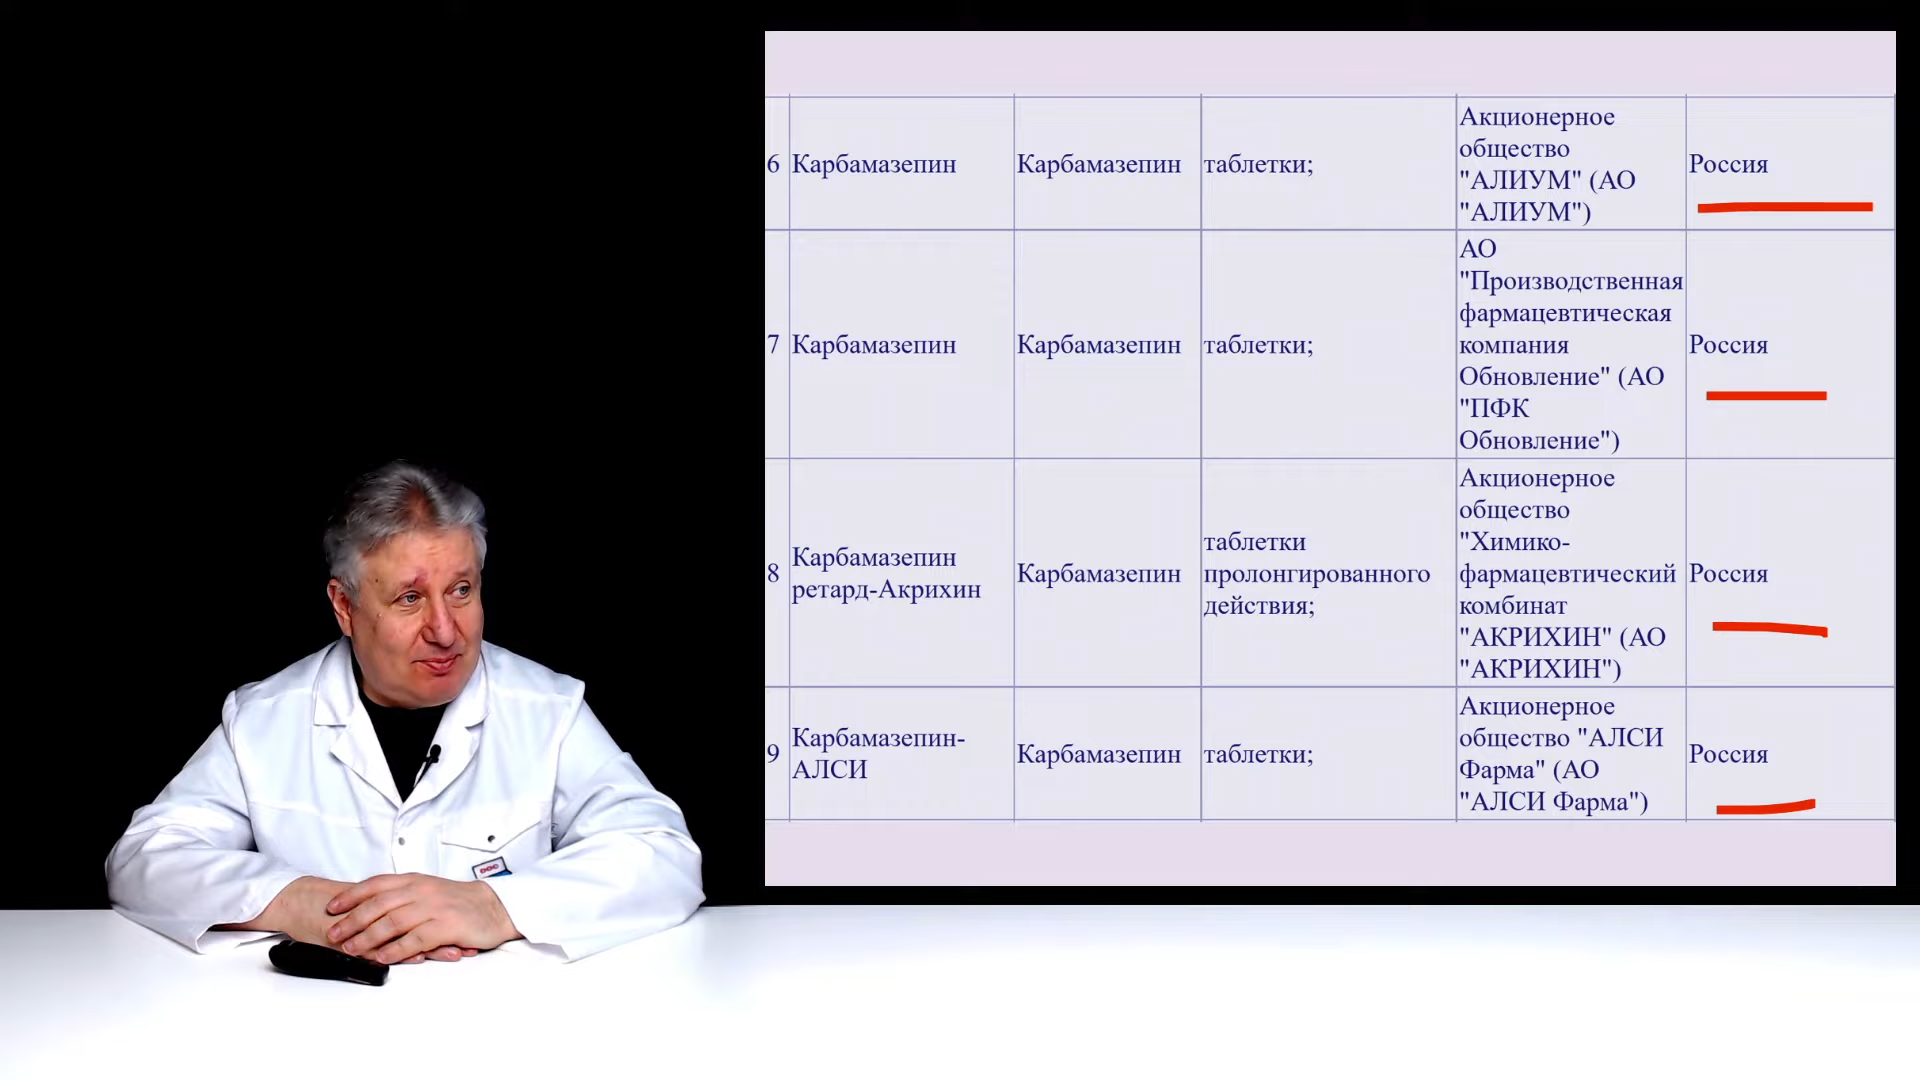 6
Карбамазепин
Карбамазепин
таблетки;
Акционерное
общество
"АЛИУМ" (АО
"АЛИУМ")
Россия
7
Карбамазепин
Карбамазепин
таблетки;
АО
"Производственная
фармацевтическая
компания
Обновление" (АО
"ПФК
Обновление")
Россия
8
Карбамазепин
ретард-Акрихин
Карбамазепин
таблетки
пролонгированного
действия;
Акционерное
общество
"Химико-
фармацевтический
комбинат
"АКРИХИН" (АО
"АКРИХИН")
Россия
9
Карбамазепин-
АЛСИ
Карбамазепин
таблетки;
Акционерное
общество "АЛСИ
Фарма" (АО
"АЛСИ Фарма")
Россия